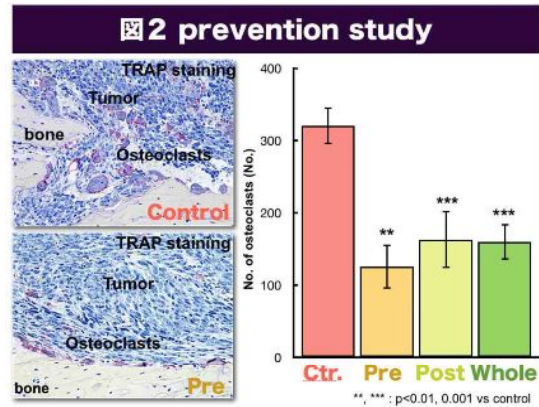 図2 prevention study
TRAP staining
Tumor
bone
Osteoclasts
Control
TRAP staining
Tumor
Osteoclasts
bone
Pre
No. of osteoclasts (No.)
400
300
200
100
0
**
***
***
Ctr. Pre Post Whole
**, *** : p<0.01, 0.001 vs control